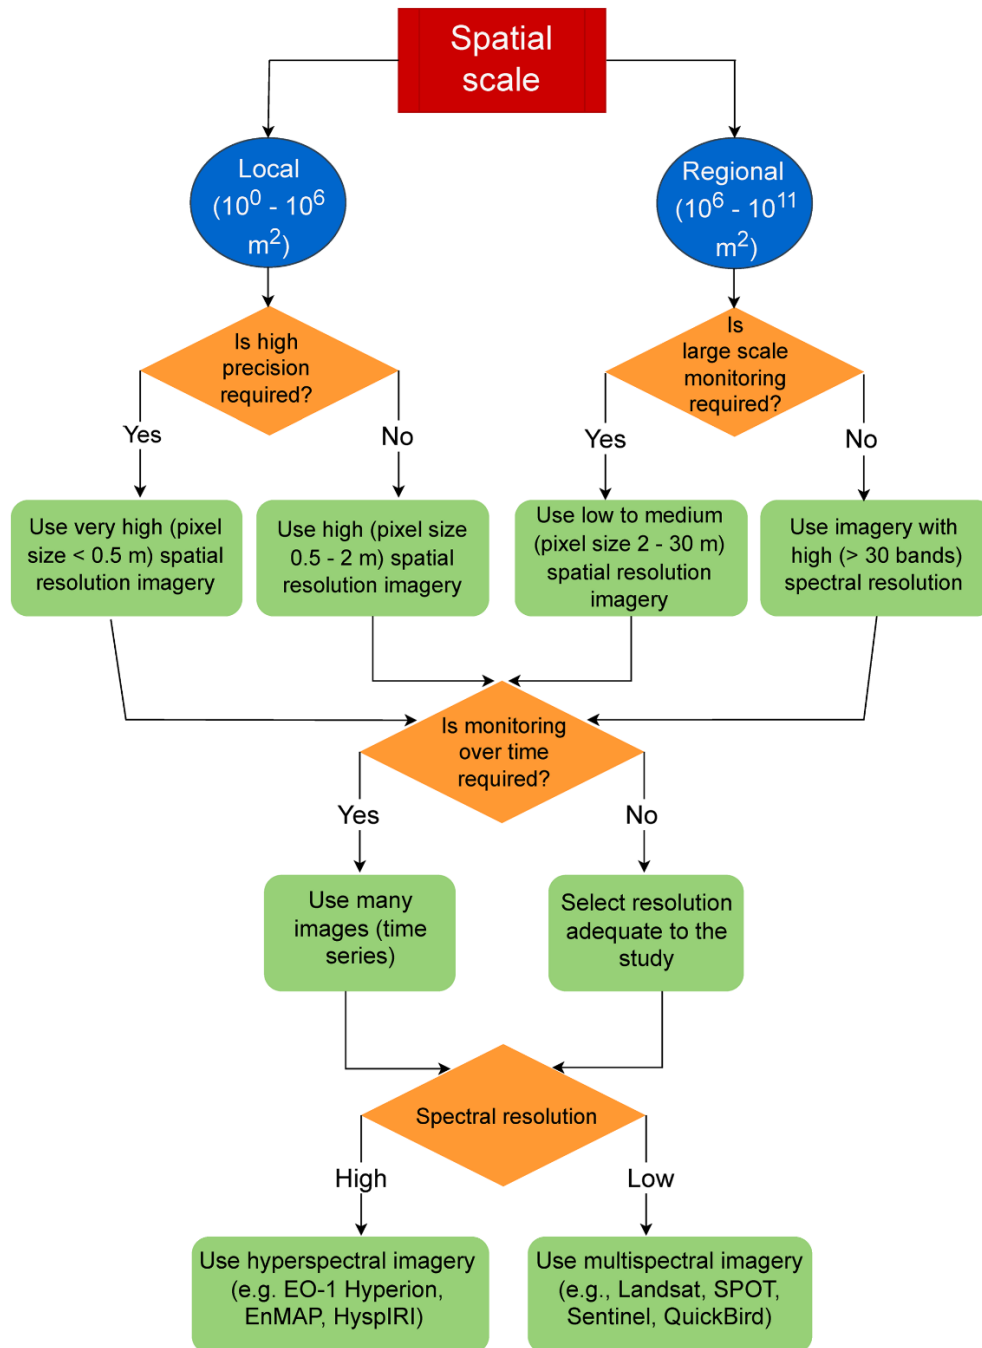 Spatial
scale
Local
(10⁰ - 10⁶
m²)
Regional
(10⁶ - 10¹¹
m²)
Is high
precision
required?
Is
large scale
monitoring
required?
Yes
No
Yes
No
Use very high (pixel
size < 0.5 m) spatial
resolution imagery
Use high (pixel size
0.5 - 2 m) spatial
resolution imagery
Use low to medium
(pixel size 2 - 30 m)
spatial resolution
imagery
Use imagery with
high (> 30 bands)
spectral resolution
Is monitoring
over time
required?
Yes
No
Use many
images (time
series)
Select resolution
adequate to the
study
Spectral resolution
High
Low
Use hyperspectral imagery
(e.g. EO-1 Hyperion,
EnMAP, HyspIRI)
Use multispectral imagery
(e.g., Landsat, SPOT,
Sentinel, QuickBird)